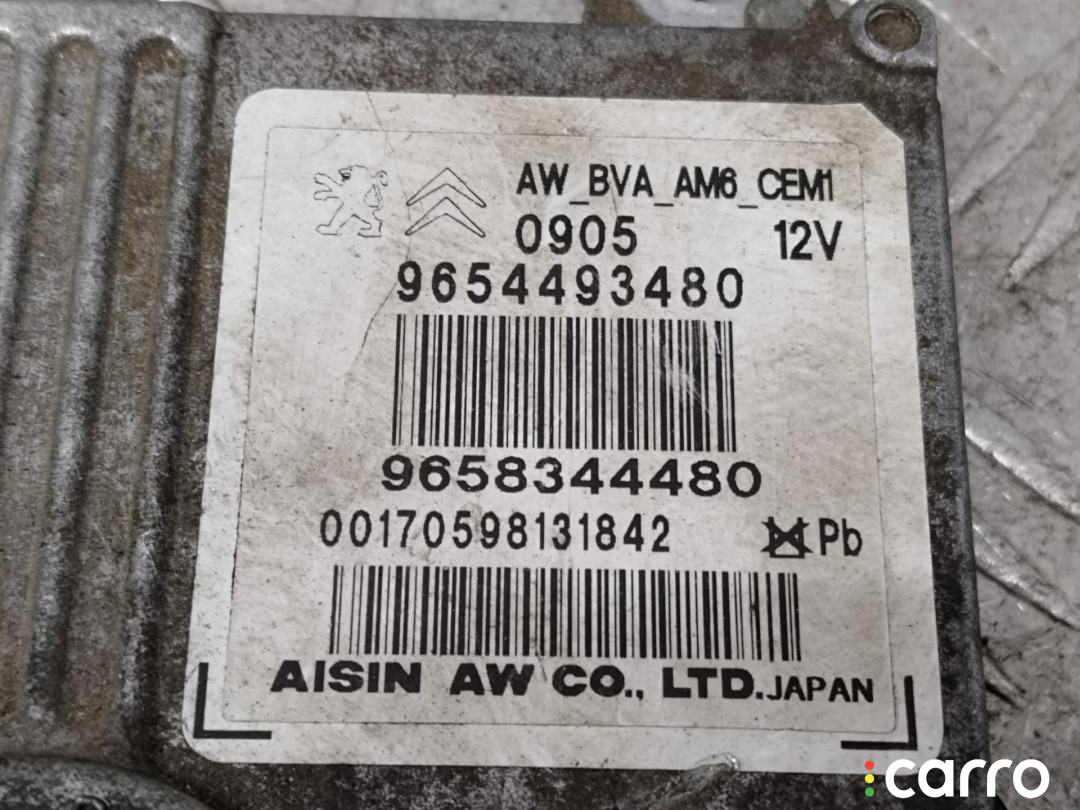 AW_BVA_AM6_CEM1
0905 12V
9654493480
9658344480
00170598131842 Pb
AISIN AW CO., LTD. JAPAN
carro